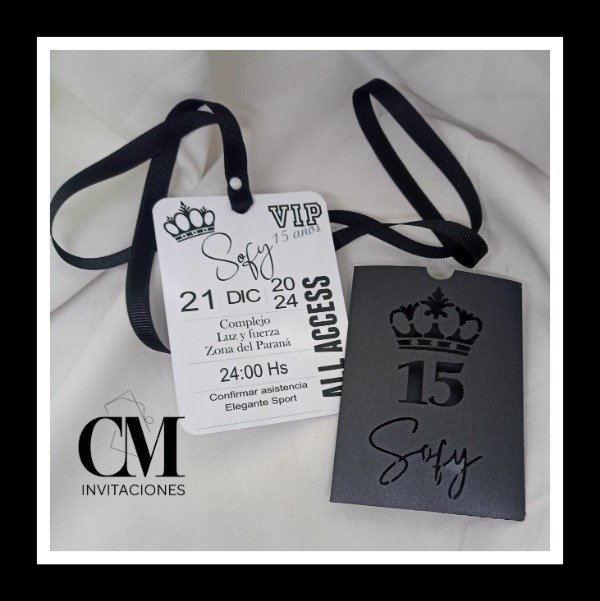 VIP
15 años
Sofy
21 DIC 20
24
Complejo
Luz y fuerza
Zona del Paraná
24:00 Hs
Confirmar asistencia
Elegante Sport
ALL ACCESS
15
Sofy
CM
INVITACIONES